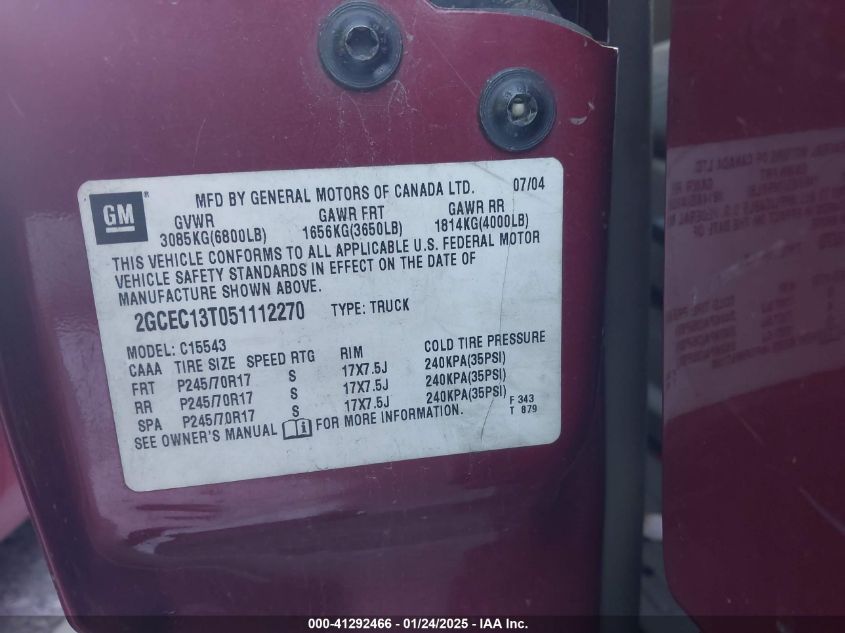 GM
MFD BY GENERAL MOTORS OF CANADA LTD. 07/04
GVWR GAWR FRT GAWR RR
3085KG(6800LB) 1656KG(3650LB) 1814KG(4000LB)
THIS VEHICLE CONFORMS TO ALL APPLICABLE U.S. FEDERAL MOTOR
VEHICLE SAFETY STANDARDS IN EFFECT ON THE DATE OF
MANUFACTURE SHOWN ABOVE.
2GCEC13T051112270 TYPE: TRUCK
MODEL: C15543
CAAA TIRE SIZE SPEED RTG RIM COLD TIRE PRESSURE
FRT P245/70R17 S 17X7.5J 240KPA(35PSI)
RR P245/70R17 S 17X7.5J 240KPA(35PSI)
SPA P245/70R17 S 17X7.5J 240KPA(35PSI)
SEE OWNER'S MANUAL FOR MORE INFORMATION.
F 343
T 879
000-41292466 - 01/24/2025 - IAA Inc.